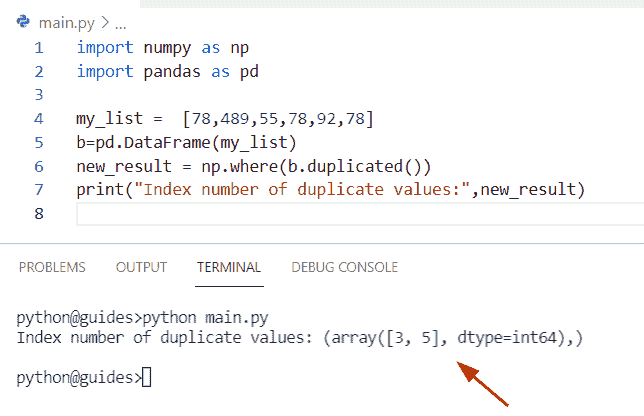 main.py > ...
1 import numpy as np
2 import pandas as pd
3
4 my_list =  [78,489,55,78,92,78]
5 b=pd.DataFrame(my_list)
6 new_result = np.where(b.duplicated())
7 print("Index number of duplicate values:",new_result)
8
PROBLEMS OUTPUT TERMINAL DEBUG CONSOLE
python@guides>python main.py
Index number of duplicate values: (array([3, 5], dtype=int64),)
python@guides>